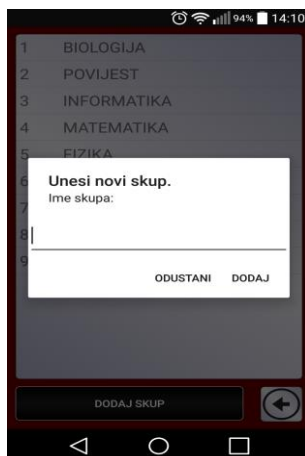 94% 14:10
1 BIOLOGIJA
2 POVIJEST
3 INFORMATIKA
4 MATEMATIKA
5 FIZIKA
6
Unesi novi skup.
Ime skupa:
7
8
9
ODUSTANI DODAJ
DODAJ SKUP